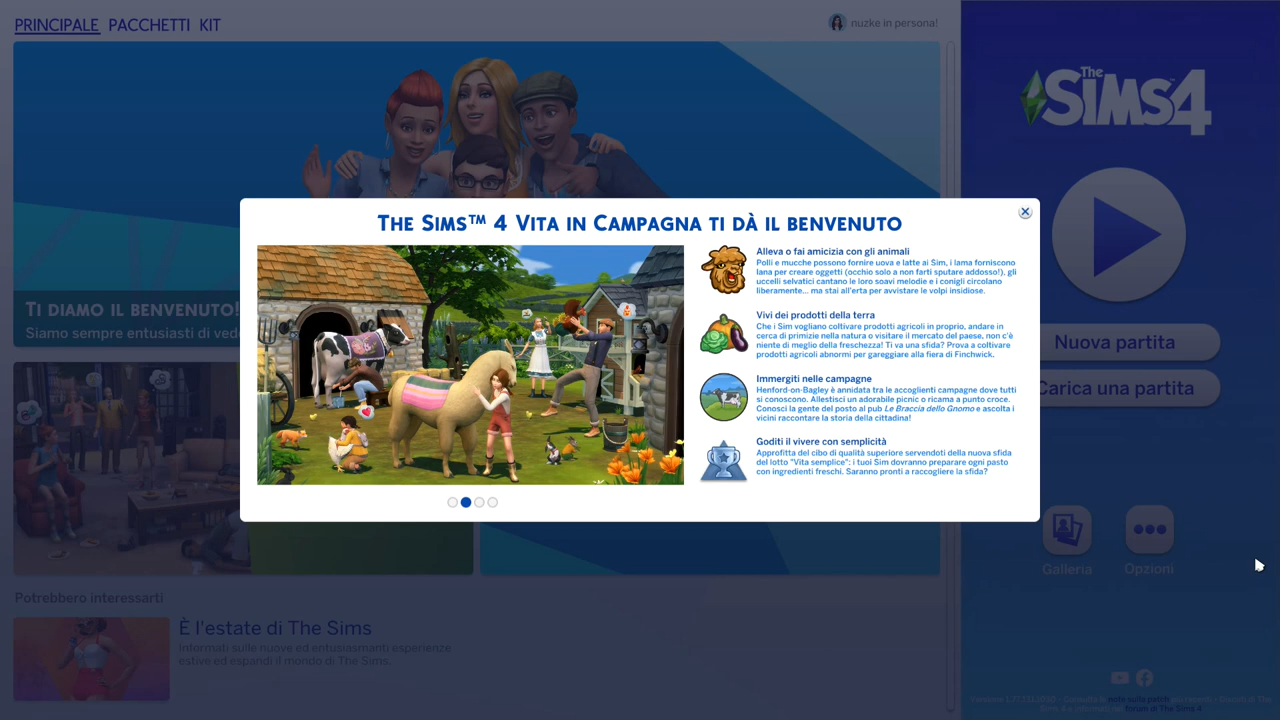 PRINCIPALE PACCHETTI KIT
nuzke in persona!
The Sims 4
The Sims™ 4 Vita in Campagna ti dà il benvenuto
Alleva o fai amicizia con gli animali
Polli e mucche possono fornire uova e latte ai Sim, i lama forniscono
lana per creare oggetti (occhio solo a non farti sputare addosso!), gli
uccelli selvatici cantano le loro soavi melodie e i conigli circolano
liberamente... ma stai all'erta per avvistare le volpi insidiose.
Vivi dei prodotti della terra
Che i Sim vogliano coltivare prodotti agricoli in proprio, andare in
cerca di primizie nella natura o visitare il mercato del paese, non c'è
niente di meglio della freschezza! Ti va una sfida? Prova a coltivare
prodotti agricoli abnormi per gareggiare alla fiera di Finchwick.
Immergiti nelle campagne
Henford-on-Bagley è annidata tra le accoglienti campagne dove tutti
si conoscono. Allestisci un adorabile picnic o ricama a punto croce.
Conosci la gente del posto al pub Le Braccia dello Gnomo e ascolta i
vicini raccontare la storia della cittadina!
Goditi il vivere con semplicità
Approfitta del cibo di qualità superiore servendoti della nuova sfida
del lotto "Vita semplice": i tuoi Sim dovranno preparare ogni pasto
con ingredienti freschi. Saranno pronti a raccogliere la sfida?
Ti diamo il benvenuto!
Siamo sempre entusiasti di
Nuova partita
Carica una partita
Galleria Opzioni
Potrebbero interessarti
È l'estate di The Sims
Informati sulle nuove ed entusiasmanti esperienze
estive ed espandi il mondo di The Sims.
forum di The Sims 4